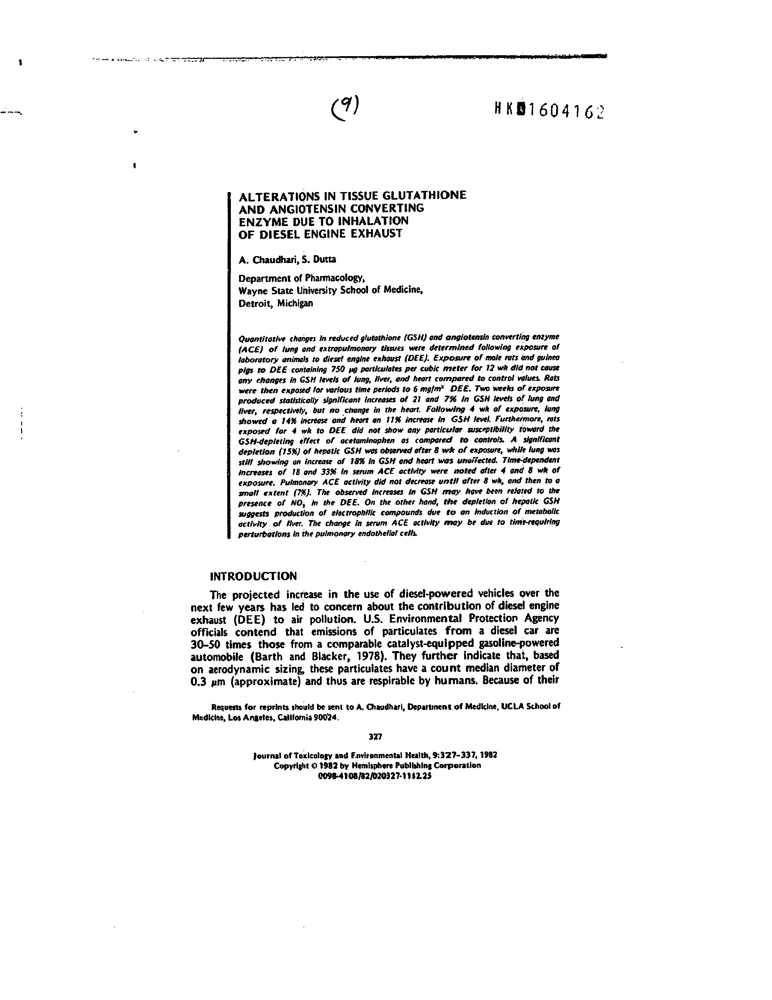 (9)
HK01604162
ALTERATIONS IN TISSUE GLUTATHIONE
AND ANGIOTENSIN CONVERTING
ENZYME DUE TO INHALATION
OF DIESEL ENGINE EXHAUST
A. Chaudhari, S. Dutta
Department of Pharmacology,
Wayne State University School of Medicine,
Detroit, Michigan
Quantitative changes in reduced glutathione (GSH) and angiotensin converting enzyme
(ACE) of lung and extrapulmonary tissues were determined following exposure of
laboratory animals to diesel engine exhaust (DEE). Exposure of male rats and guinea
pigs to DEE containing 750 µg particulates per cubic meter for 12 wk did not cause
any changes in GSH levels of lung, liver, and heart compared to control values. Rats
were then exposed for various time periods to 6 mg/m³ DEE. Two weeks of exposure
produced statistically significant increases of 21 and 7% in GSH levels of lung and
liver, respectively, but no change in the heart. Following 4 wk of exposure, lung
showed a 14% increase and heart an 11% increase in GSH level. Furthermore, rats
exposed for 4 wk to DEE did not show any particular susceptibility toward the
GSH-depleting effect of acetaminophen as compared to controls. A significant
depletion (15%) of hepatic GSH was observed after 8 wk of exposure, while lung was
still showing an increase of 18% in GSH and heart was unaffected. Time-dependent
increases of 18 and 33% in serum ACE activity were noted after 4 and 8 wk of
exposure. Pulmonary ACE activity did not decrease until after 8 wk, and then to a
small extent (7%). The observed increases in GSH may have been related to the
presence of NO₂ in the DEE. On the other hand, the depletion of hepatic GSH
suggests production of electrophilic compounds due to an induction of metabolic
activity of liver. The change in serum ACE activity may be due to time-requiring
perturbations in the pulmonary endothelial cells.
INTRODUCTION
The projected increase in the use of diesel-powered vehicles over the
next few years has led to concern about the contribution of diesel engine
exhaust (DEE) to air pollution. U.S. Environmental Protection Agency
officials contend that emissions of particulates from a diesel car are
30–50 times those from a comparable catalyst-equipped gasoline-powered
automobile (Barth and Blacker, 1978). They further indicate that, based
on aerodynamic sizing, these particulates have a count median diameter of
0.3 µm (approximate) and thus are respirable by humans. Because of their
Requests for reprints should be sent to A. Chaudhari, Department of Medicine, UCLA School of
Medicine, Los Angeles, California 90024.
327
Journal of Toxicology and Environmental Health, 9:327–337, 1982
Copyright © 1982 by Hemisphere Publishing Corporation
0098-4108/82/020327-11$2.25